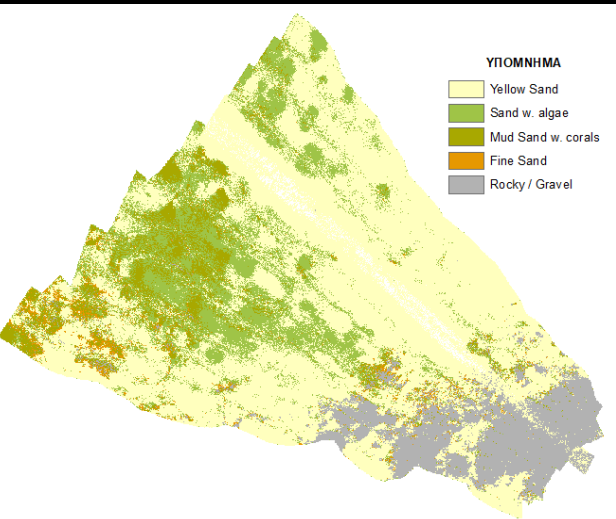 ΥΠΟΜΝΗΜΑ
Yellow Sand
Sand w. algae
Mud Sand w. corals
Fine Sand
Rocky / Gravel